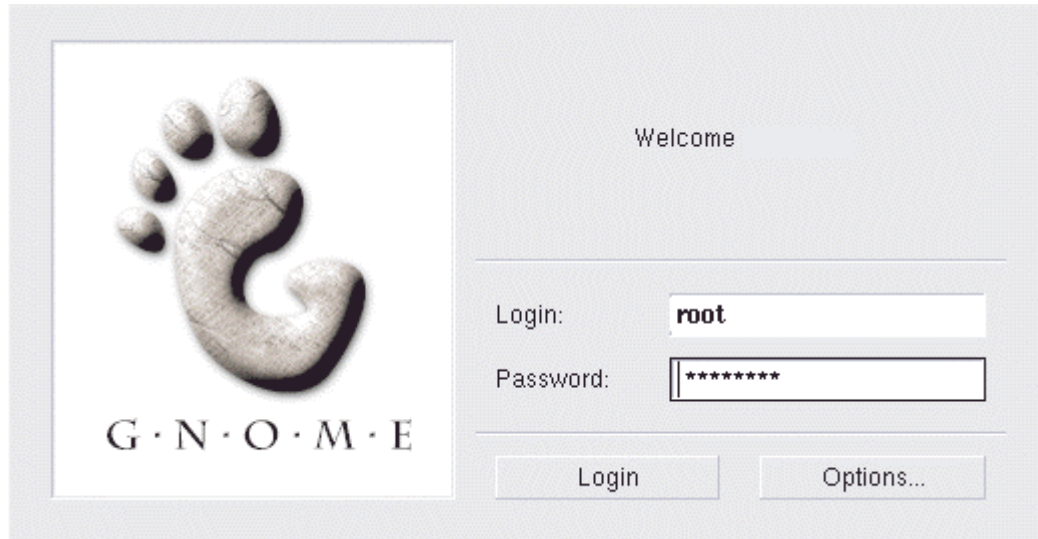 Welcome
Login: root
Password: ********
G·N·O·M·E
Login Options...